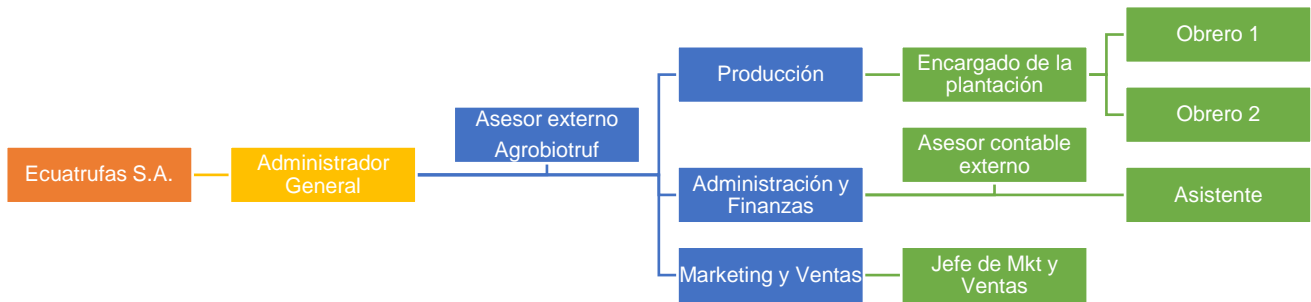 Ecuatrufas S.A.
Administrador
General
Asesor externo
Agrobiotruf
Producción
Encargado de la
plantación
Obrero 1
Obrero 2
Administración y
Finanzas
Asesor contable
externo
Asistente
Marketing y Ventas
Jefe de Mkt y
Ventas